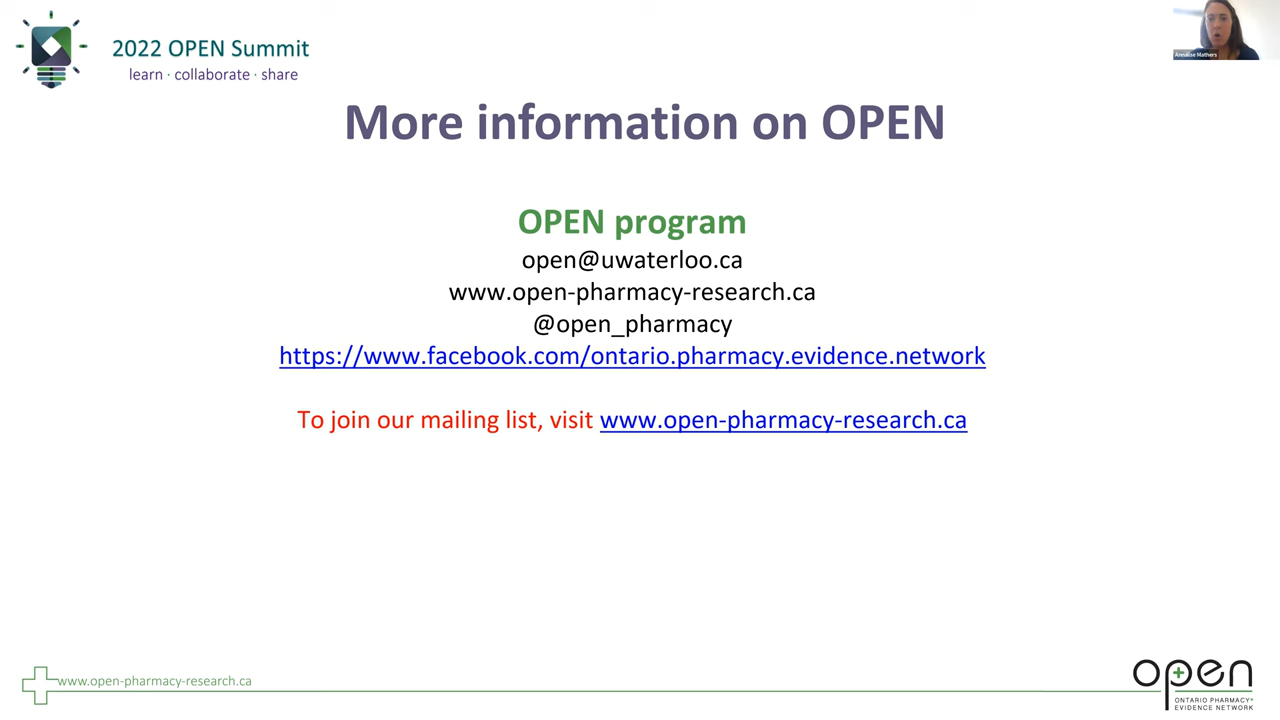 2022 OPEN Summit
learn · collaborate · share
Annalise Mathers
More information on OPEN
OPEN program
open@uwaterloo.ca
www.open-pharmacy-research.ca
@open_pharmacy
https://www.facebook.com/ontario.pharmacy.evidence.network
To join our mailing list, visit www.open-pharmacy-research.ca
www.open-pharmacy-research.ca
open
ONTARIO PHARMACY
EVIDENCE NETWORK